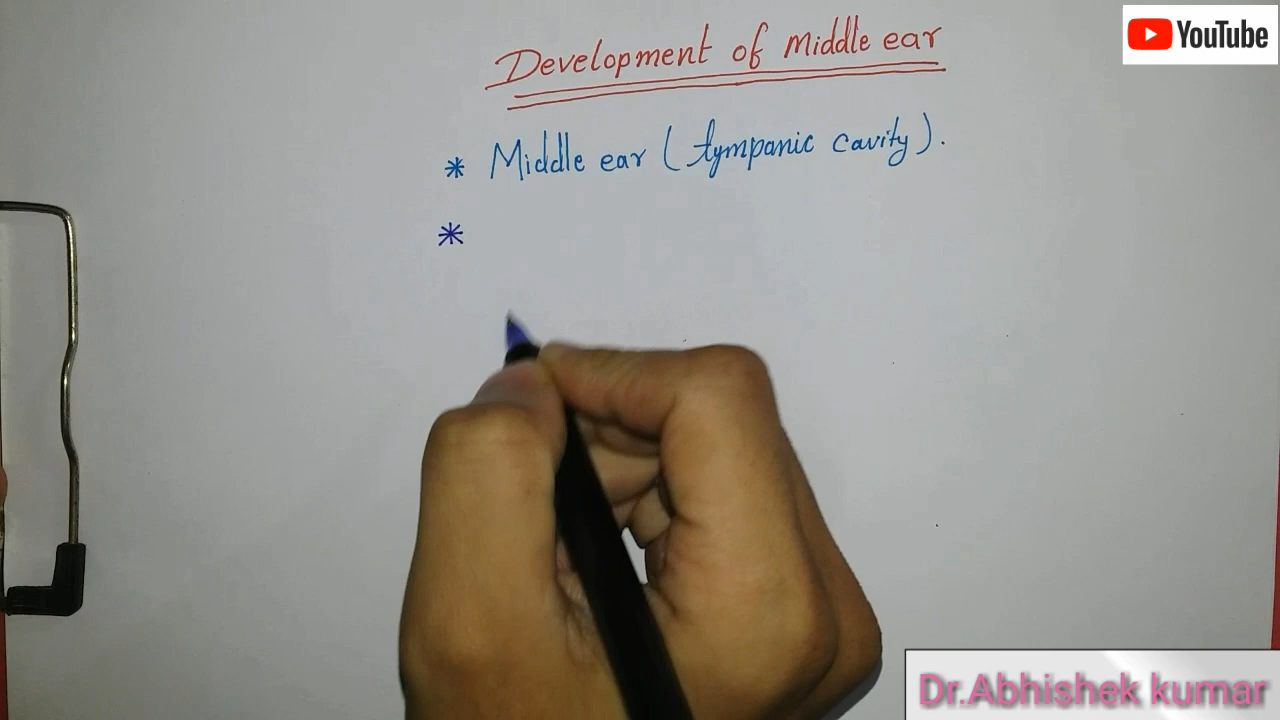 YouTube
Development of middle ear
* Middle ear (tympanic cavity).
*
Dr.Abhishek kumar